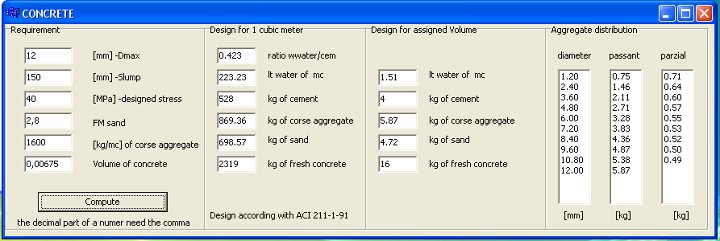 CONCRETE
Requirement
12 [mm] -Dmax
150 [mm] -Slump
40 [MPa] -designed stress
2,8 FM sand
1600 [kg/mc] of corse aggregate
0,00675 Volume of concrete
Compute
the decimal part of a numer need the comma
Design for 1 cubic meter
0.423 ratio wwater/cem
223.23 lt water of mc
528 kg of cement
869.36 kg of corse aggregate
698.57 kg of sand
2319 kg of fresh concrete
Design according with ACI 211-1-91
Design for assigned Volume
1.51 lt water of mc
4 kg of cement
5.87 kg of corse aggregate
4.72 kg of sand
16 kg of fresh concrete
Aggregate distribution
diameter passant parzial
1.20 0.75 0.71
2.40 1.46 0.64
3.60 2.11 0.60
4.80 2.71 0.57
6.00 3.28 0.55
7.20 3.83 0.53
8.40 4.36 0.52
9.60 4.87 0.50
10.80 5.38 0.49
12.00 5.87
[mm] [kg] [kg]